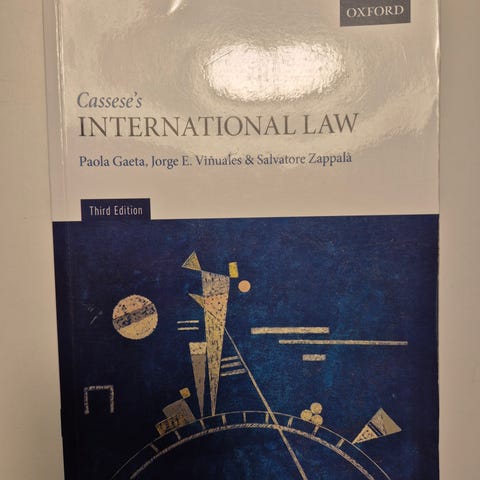 OXFORD
Cassese's
INTERNATIONAL LAW
Paola Gaeta, Jorge E. Viñuales & Salvatore Zappalà
Third Edition